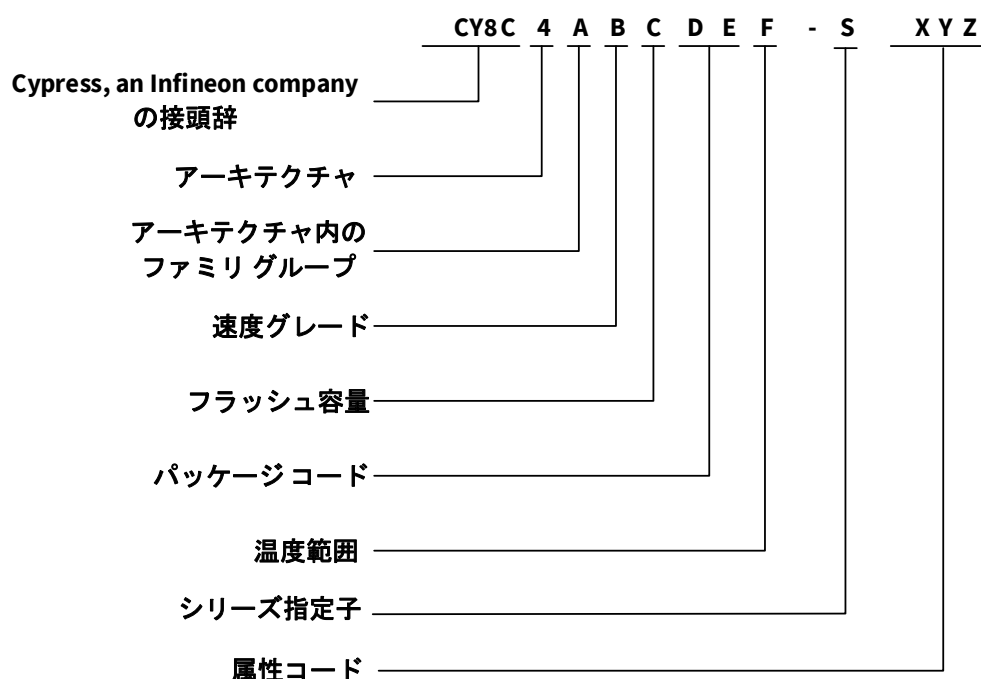 CY8C 4 A B C D E F - S X Y Z
Cypress, an Infineon company
の接頭辞
アーキテクチャ
アーキテクチャ内の
ファミリ グループ
速度グレード
フラッシュ容量
パッケージ コード
温度範囲
シリーズ指定子
属性コード